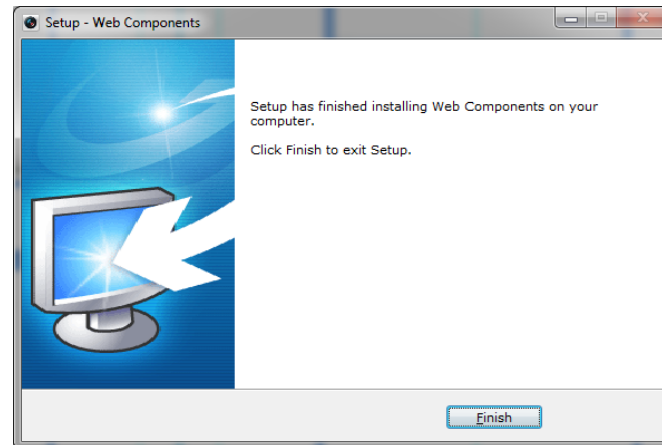 Setup - Web Components
Setup has finished installing Web Components on your
computer.
Click Finish to exit Setup.
Finish